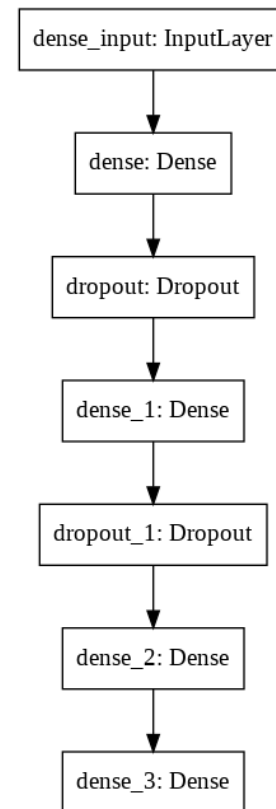 dense_input: InputLayer
dense: Dense
dropout: Dropout
dense_1: Dense
dropout_1: Dropout
dense_2: Dense
dense_3: Dense